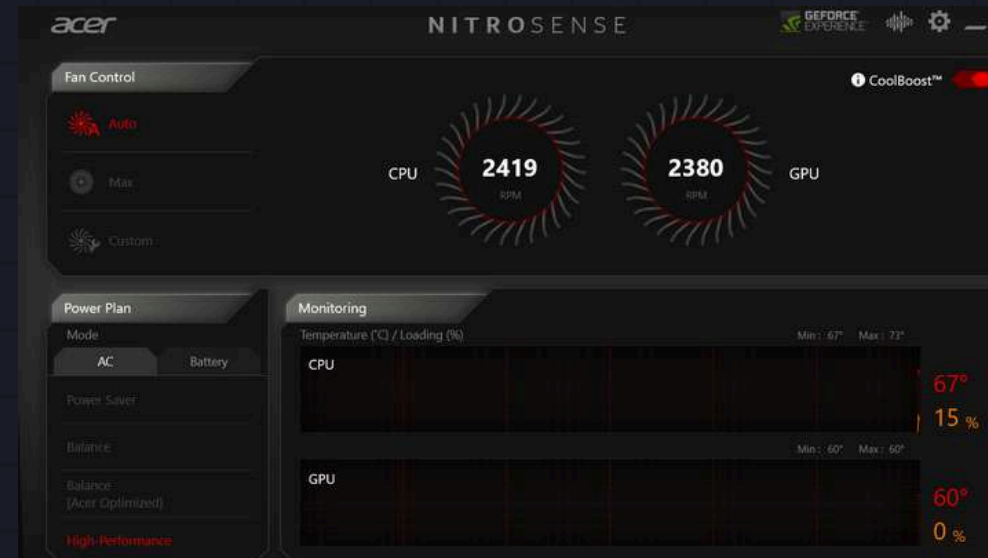 acer
NITROSENSE
GEFORCE
EXPERIENCE
Fan Control
CoolBoost™
Auto
Max
Custom
CPU
2419
RPM
2380
RPM
GPU
Power Plan
Mode
AC Battery
Power Saver
Balance
Balance
(Acer Optimized)
High-Performance
Monitoring
Temperature (°C) / Loading (%)
Min : 67° Max : 73°
CPU
67°
15 %
Min : 60° Max : 60°
GPU
60°
0 %